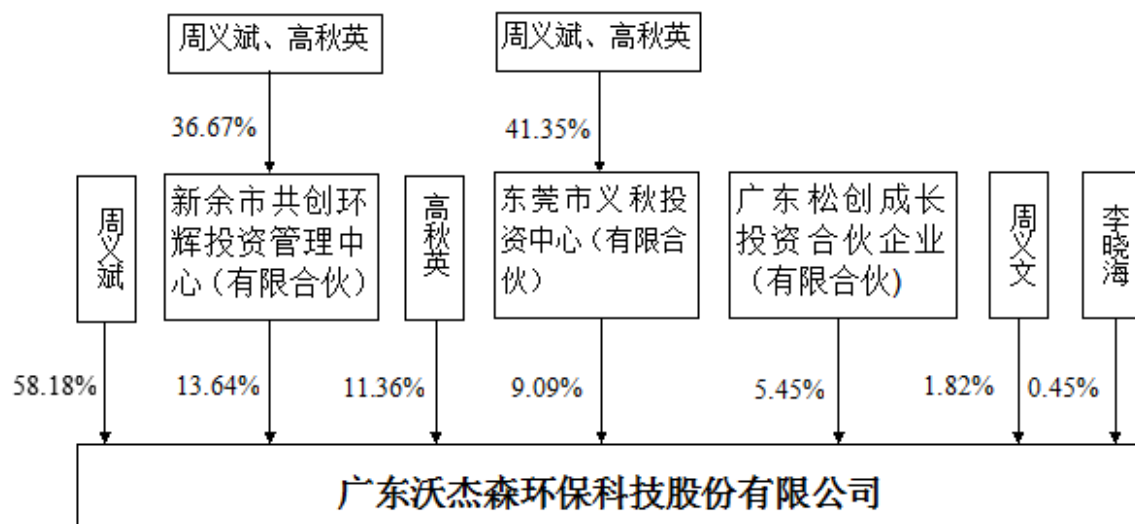 周义斌、高秋英
周义斌、高秋英
36.67%
41.35%
周义斌
新余市共创环
辉投资管理中
心（有限合伙）
高秋英
东莞市义秋投
资中心（有限合
伙）
广东松创成长
投资合伙企业
（有限合伙)
周义文
李晓海
58.18%
13.64%
11.36%
9.09%
5.45%
1.82%
0.45%
广东沃杰森环保科技股份有限公司